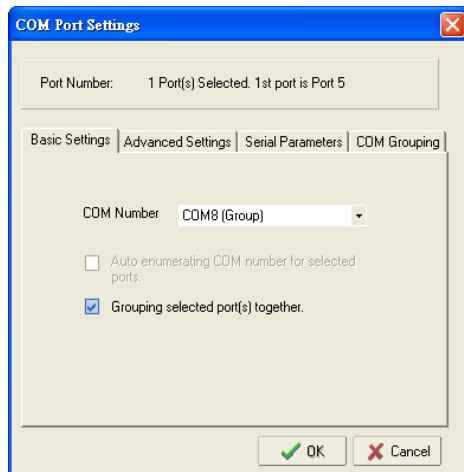 COM Port Settings
Port Number: 1 Port(s) Selected. 1st port is Port 5
Basic Settings Advanced Settings Serial Parameters COM Grouping
COM Number COM8 (Group)
Auto enumerating COM number for selected
ports.
Grouping selected port(s) together.
OK Cancel